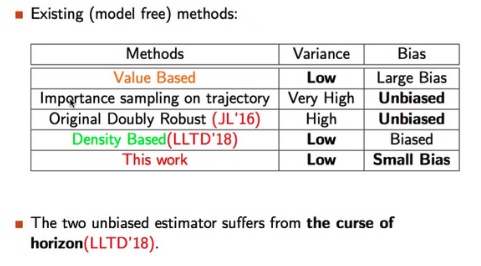 Existing (model free) methods:
Methods Variance Bias
Value Based Low Large Bias
Importance sampling on trajectory Very High Unbiased
Original Doubly Robust (JL'16) High Unbiased
Density Based(LLTD'18) Low Biased
This work Low Small Bias
The two unbiased estimator suffers from the curse of
horizon(LLTD'18).